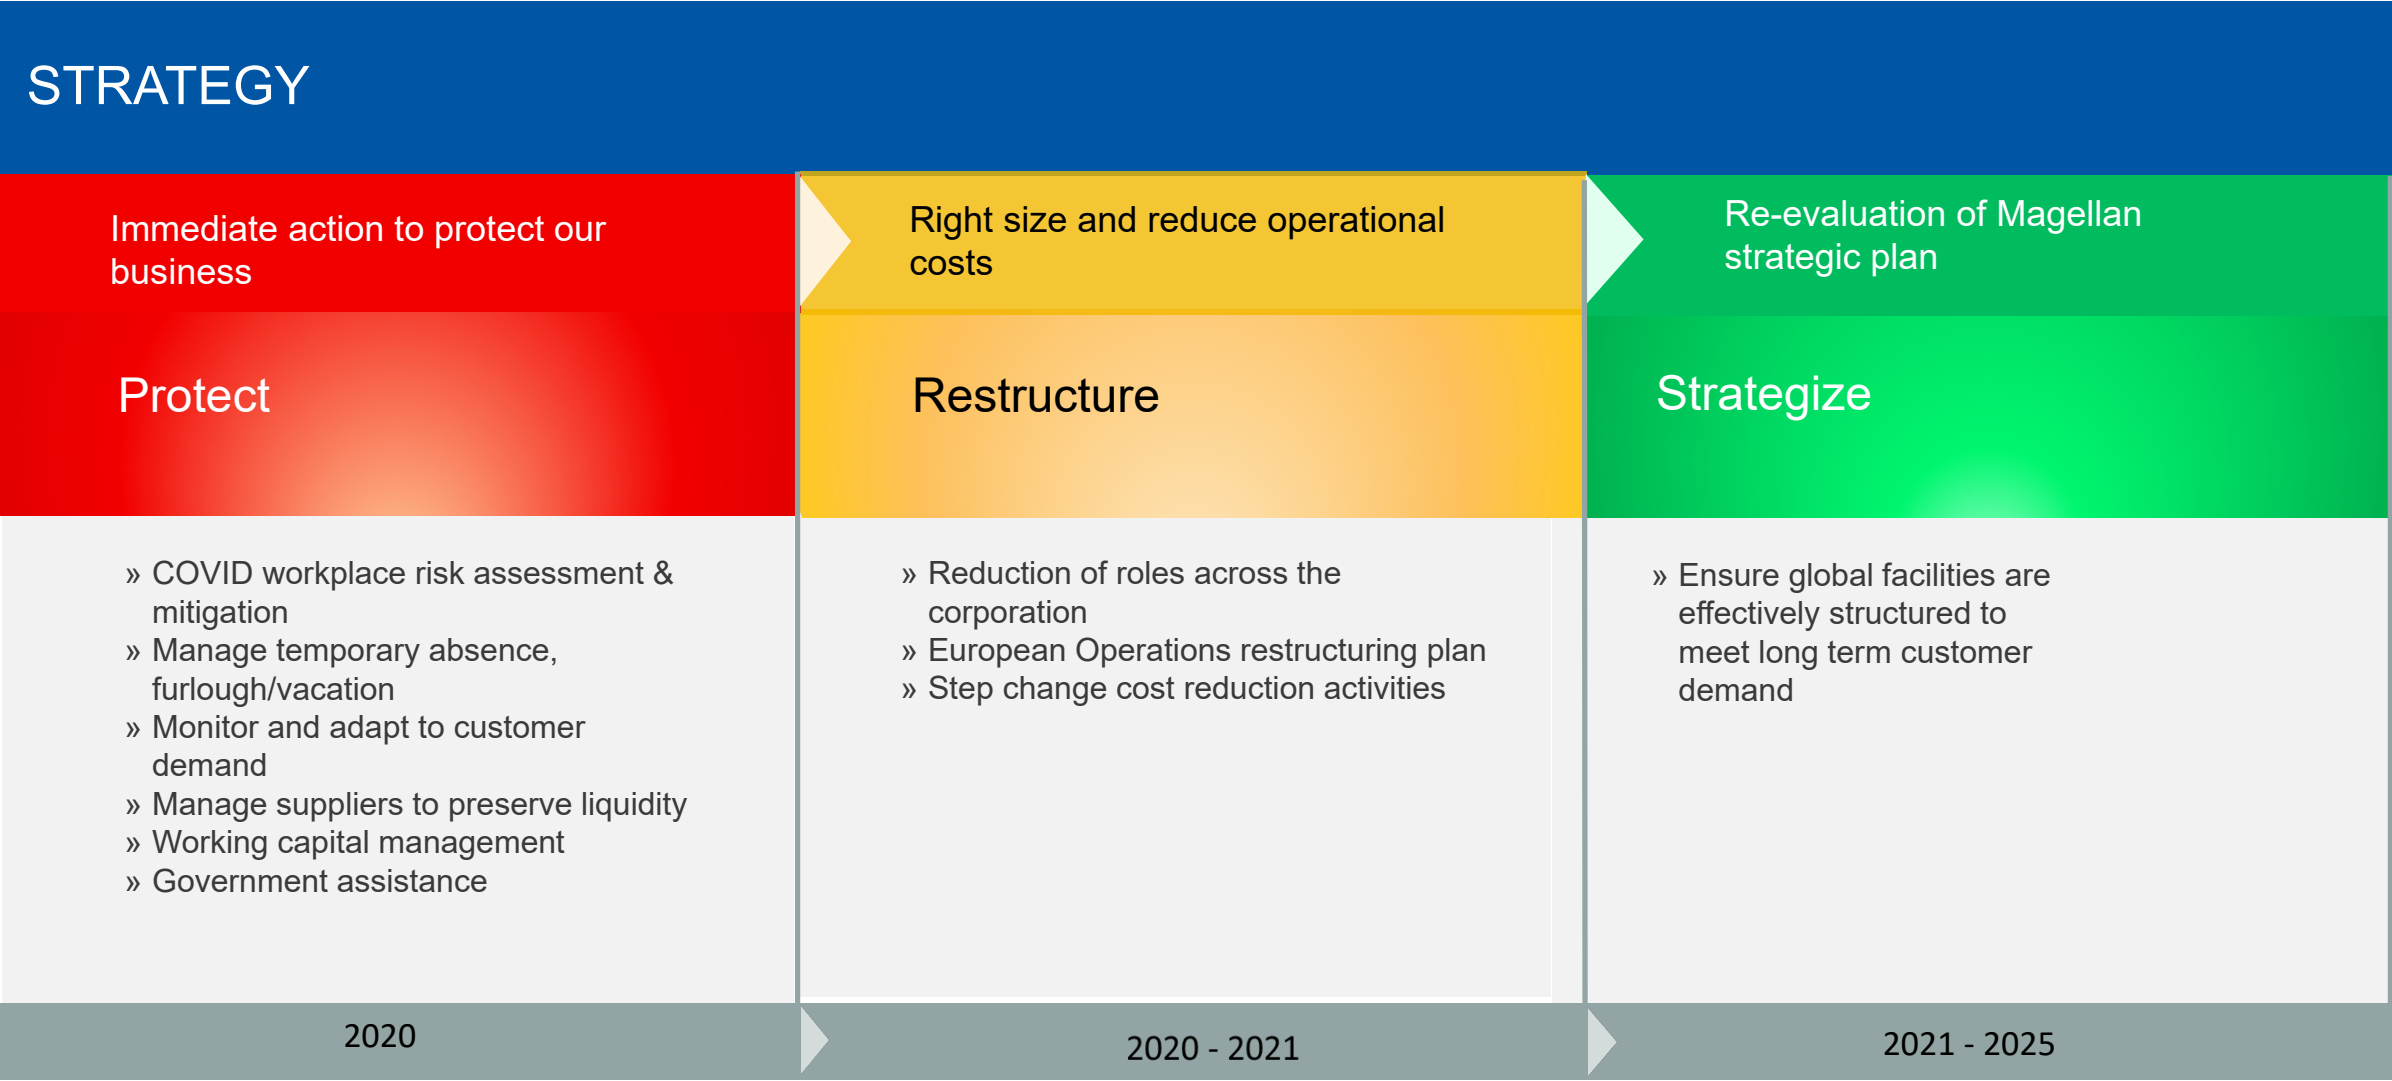 STRATEGY
Immediate action to protect our
business
Protect
» COVID workplace risk assessment &
mitigation
» Manage temporary absence,
furlough/vacation
» Monitor and adapt to customer
demand
» Manage suppliers to preserve liquidity
» Working capital management
» Government assistance
2020
Right size and reduce operational
costs
Restructure
» Reduction of roles across the
corporation
» European Operations restructuring plan
» Step change cost reduction activities
2020 - 2021
Re-evaluation of Magellan
strategic plan
Strategize
» Ensure global facilities are
effectively structured to
meet long term customer
demand
2021 - 2025